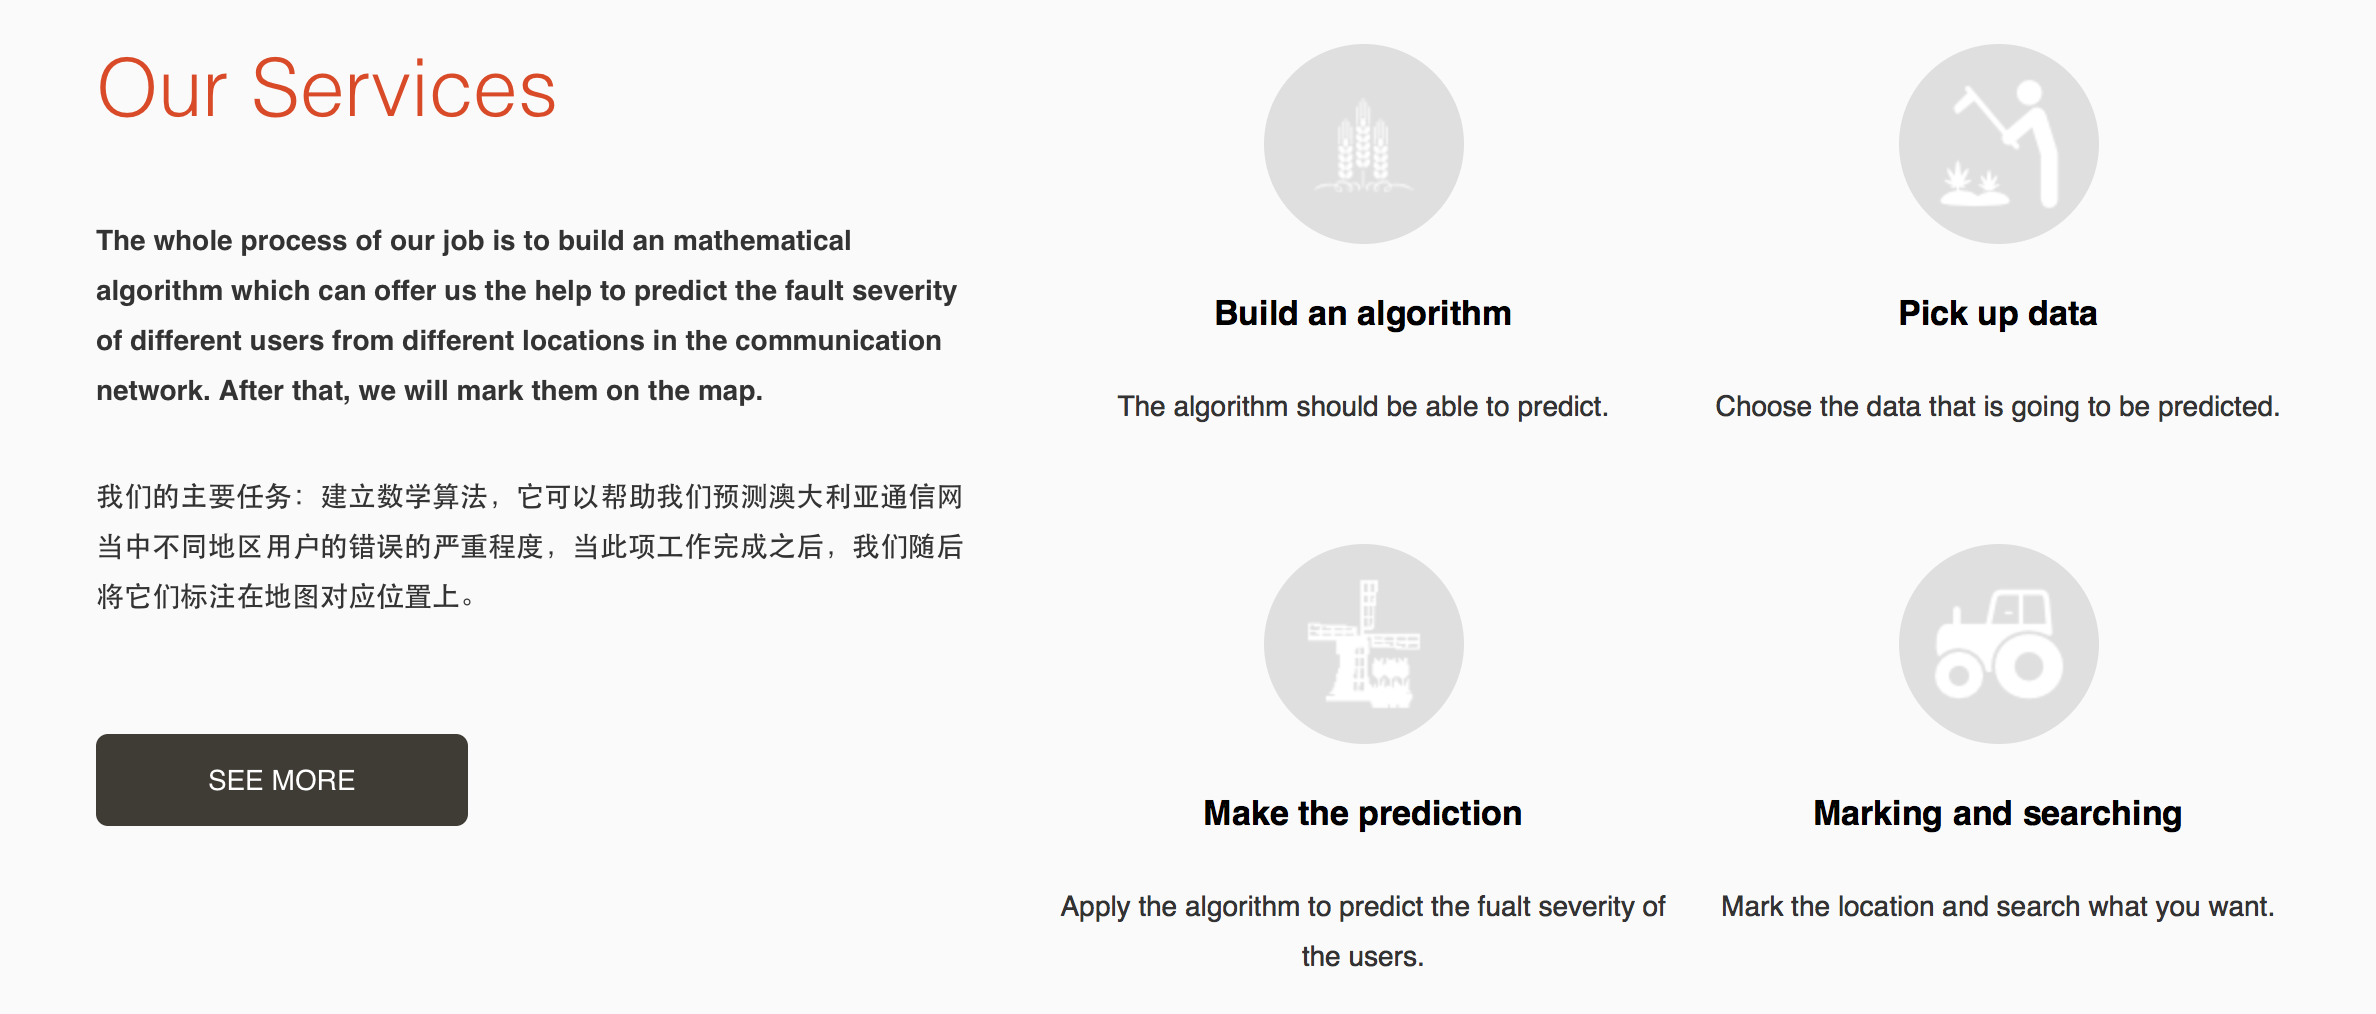 Our Services
The whole process of our job is to build an mathematical
algorithm which can offer us the help to predict the fault severity
of different users from different locations in the communication
network. After that, we will mark them on the map.
我们的主要任务：建立数学算法，它可以帮助我们预测澳大利亚通信网
当中不同地区用户的错误的严重程度，当此项工作完成之后，我们随后
将它们标注在地图对应位置上。
SEE MORE
Build an algorithm
The algorithm should be able to predict.
Pick up data
Choose the data that is going to be predicted.
Make the prediction
Apply the algorithm to predict the fualt severity of
the users.
Marking and searching
Mark the location and search what you want.